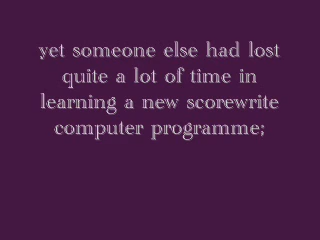 yet someone else had lost
quite a lot of time in
learning a new scorewrite
computer programme;